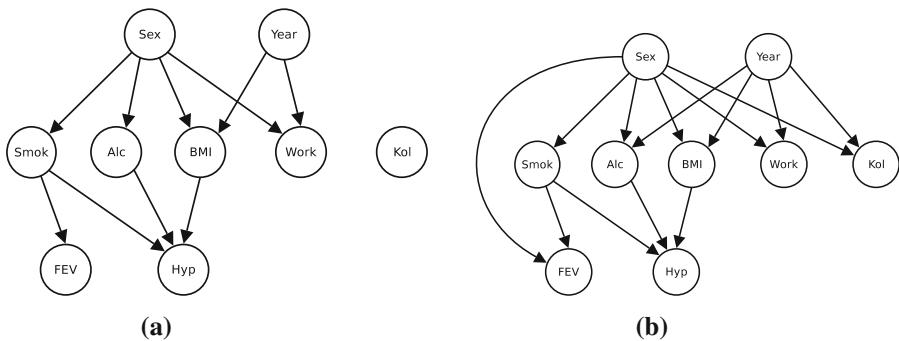 Sex
Year
Smok
Alc
BMI
Work
Kol
FEV
Hyp
(a)
Sex
Year
Smok
Alc
BMI
Work
Kol
FEV
Hyp
(b)